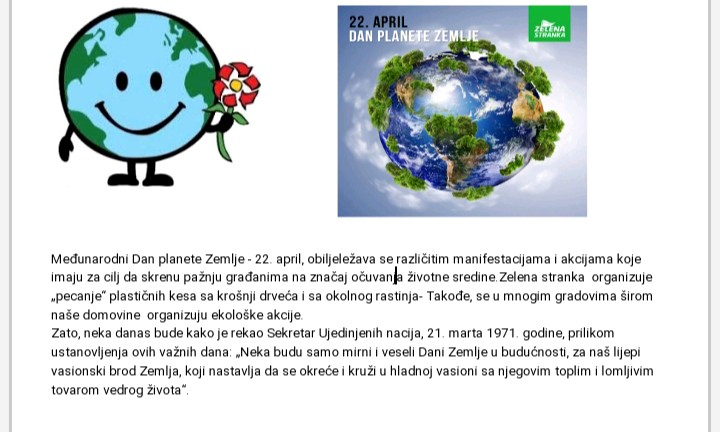 22. APRIL
DAN PLANETE ZEMLJE
ZELENA
STRANKA
Međunarodni Dan planete Zemlje - 22. april, obilježava se različitim manifestacijama i akcijama koje
imaju za cilj da skrenu pažnju građanima na značaj očuvanja životne sredine.Zelena stranka organizuje
„pecanje“ plastičnih kesa sa krošnji drveća i sa okolnog rastinja- Takođe, se u mnogim gradovima širom
naše domovine organizuju ekološke akcije.
Zato, neka danas bude kako je rekao Sekretar Ujedinjenih nacija, 21. marta 1971. godine, prilikom
ustanovljenja ovih važnih dana: „Neka budu samo mirni i veseli Dani Zemlje u budućnosti, za naš lijepi
vasionski brod Zemlja, koji nastavlja da se okreće i kruži u hladnoj vasioni sa njegovim toplim i lomljivim
tovarom vedrog života“.